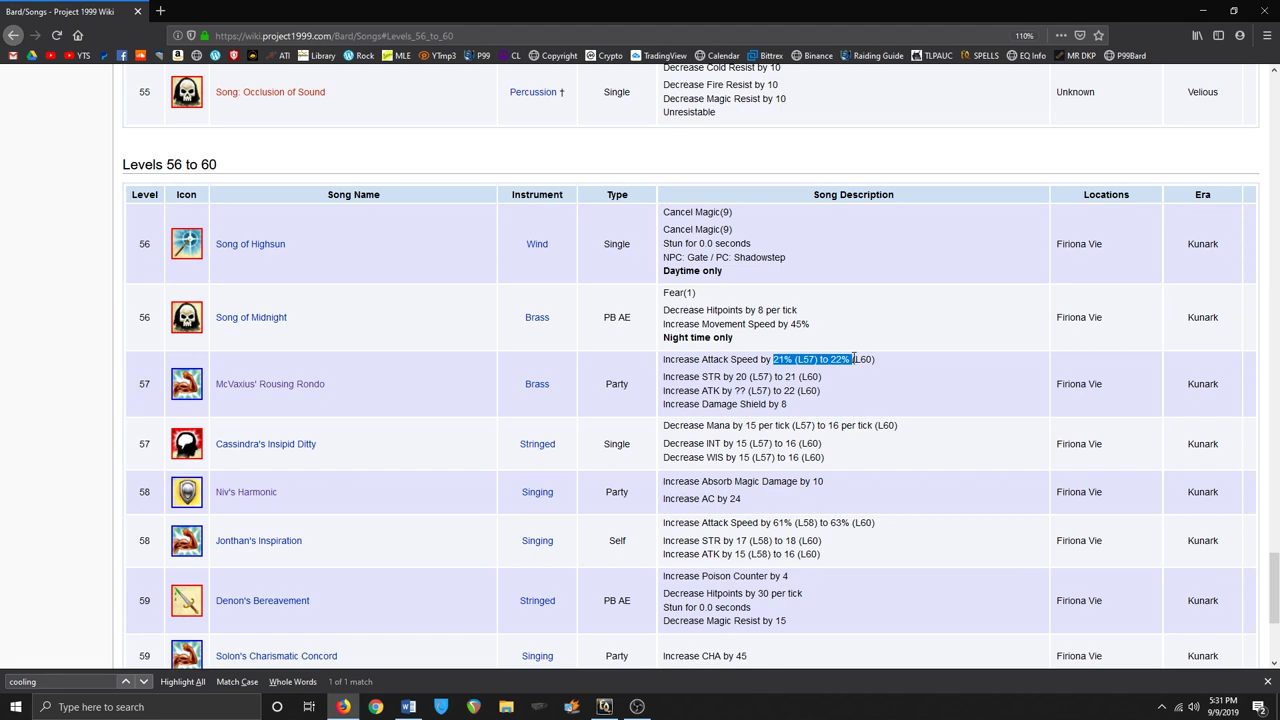 Bard/Songs - Project 1999 Wiki
https://wiki.project1999.com/Bard/Songs#Levels_56_to_60
110%
YTS
ATI
Library
Rock
MLE
YTmp3
P99
CL
Copyright
Crypto
TradingView
Calendar
Bittrex
Binance
Raiding Guide
TLPAUC
SPELLS
EQ Info
MR DKP
P99Bard
Decrease Cold Resist by 10
55 Song: Occlusion of Sound Percussion † Single Decrease Fire Resist by 10 Unknown Velious
Decrease Magic Resist by 10
Unresistable
Levels 56 to 60
Level Icon Song Name Instrument Type Song Description Locations Era
Cancel Magic(9)
Cancel Magic(9)
56 Song of Highsun Wind Single Stun for 0.0 seconds Firiona Vie Kunark
NPC: Gate / PC: Shadowstep
Daytime only
Fear(1)
Decrease Hitpoints by 8 per tick
56 Song of Midnight Brass PB AE Increase Movement Speed by 45% Firiona Vie Kunark
Night time only
Increase Attack Speed by 21% (L57) to 22% (L60)
Increase STR by 20 (L57) to 21 (L60)
57 McVaxius' Rousing Rondo Brass Party Increase ATK by ?? (L57) to 22 (L60) Firiona Vie Kunark
Increase Damage Shield by 8
Decrease Mana by 15 per tick (L57) to 16 per tick (L60)
57 Cassindra's Insipid Ditty Stringed Single Decrease INT by 15 (L57) to 16 (L60) Firiona Vie Kunark
Decrease WIS by 15 (L57) to 16 (L60)
Increase Absorb Magic Damage by 10
58 Niv's Harmonic Singing Party Increase AC by 24 Firiona Vie Kunark
Increase Attack Speed by 61% (L58) to 63% (L60)
58 Jonthan's Inspiration Singing Self Increase STR by 17 (L58) to 18 (L60) Firiona Vie Kunark
Increase ATK by 15 (L58) to 16 (L60)
Increase Poison Counter by 4
Decrease Hitpoints by 30 per tick
59 Denon's Bereavement Stringed PB AE Stun for 0.0 seconds Firiona Vie Kunark
Decrease Magic Resist by 15
59 Solon's Charismatic Concord Singing Party Increase CHA by 45 Firiona Vie Kunark
cooling Highlight All Match Case Whole Words 1 of 1 match
Type here to search
5:31 PM
9/9/2019
2